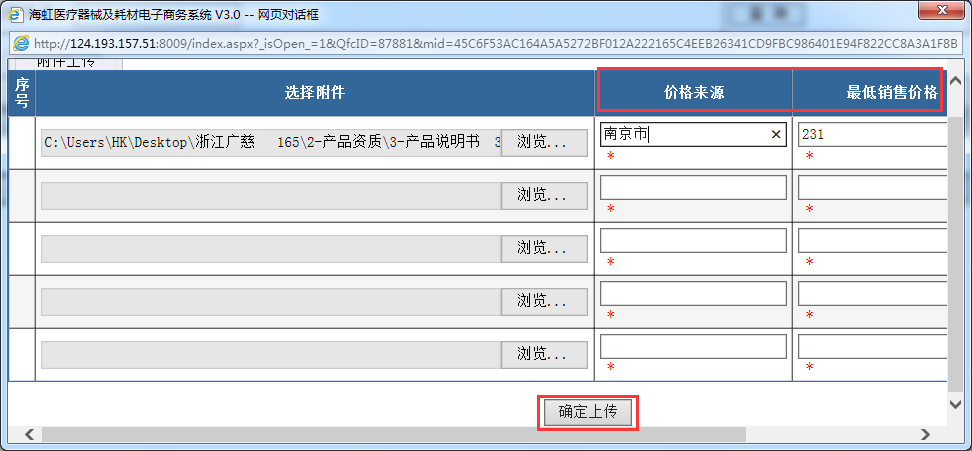 海虹医疗器械及耗材电子商务系统 V3.0 -- 网页对话框
http://124.193.157.51:8009/index.aspx?_isOpen_=1&QfcID=87881&mid=45C6F53AC164A5A5272BF012A222165C4EEB26341CD9FBC986401E94F822CC8A3A1F8B
附件上传
序号 选择附件 价格来源 最低销售价格
C:\Users\HK\Desktop\浙江广慈 165\2-产品资质\3-产品说明书 3 浏览... 南京市 × 231
* *
浏览...
* *
浏览...
* *
浏览...
* *
浏览...
* *
确定上传